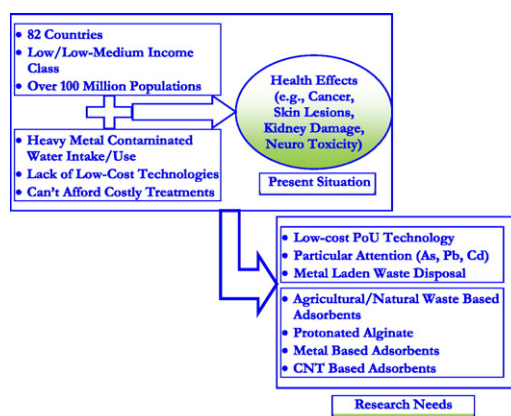 • 82 Countries
• Low/Low-Medium Income
Class
• Over 100 Million Populations
Health Effects
(e.g., Cancer,
Skin Lesions,
Kidney Damage,
Neuro Toxicity)
• Heavy Metal Contaminated
Water Intake/Use
• Lack of Low-Cost Technologies
• Can't Afford Costly Treatments
Present Situation
• Low-cost PoU Technology
• Particular Attention (As, Pb, Cd)
• Metal Laden Waste Disposal
• Agricultural/Natural Waste Based
Adsorbents
• Protonated Alginate
• Metal Based Adsorbents
• CNT Based Adsorbents
Research Needs